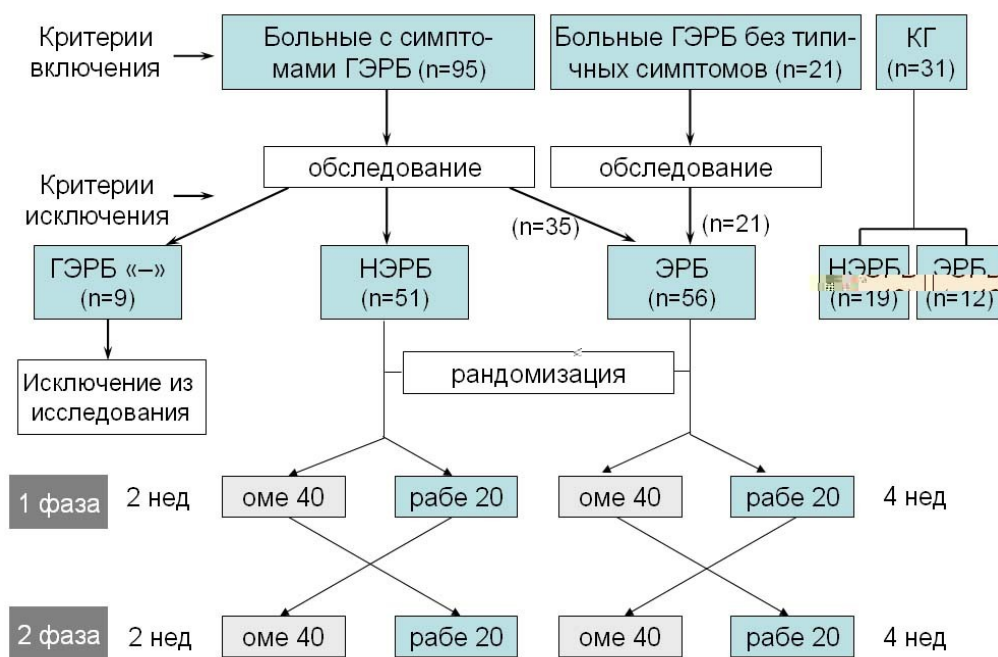 Критерии
включения
Больные с симпто-
мами ГЭРБ (n=95)
Больные ГЭРБ без типи-
чных симптомов (n=21)
КГ
(n=31)
обследование
обследование
Критерии
исключения
(n=35)
(n=21)
ГЭРБ «–»
(n=9)
НЭРБ
(n=51)
ЭРБ
(n=56)
НЭРБ
(n=19)
ЭРБ
(n=12)
Исключение из
исследования
рандомизация
1 фаза
2 нед
оме 40
рабе 20
оме 40
рабе 20
4 нед
2 фаза
2 нед
оме 40
рабе 20
оме 40
рабе 20
4 нед